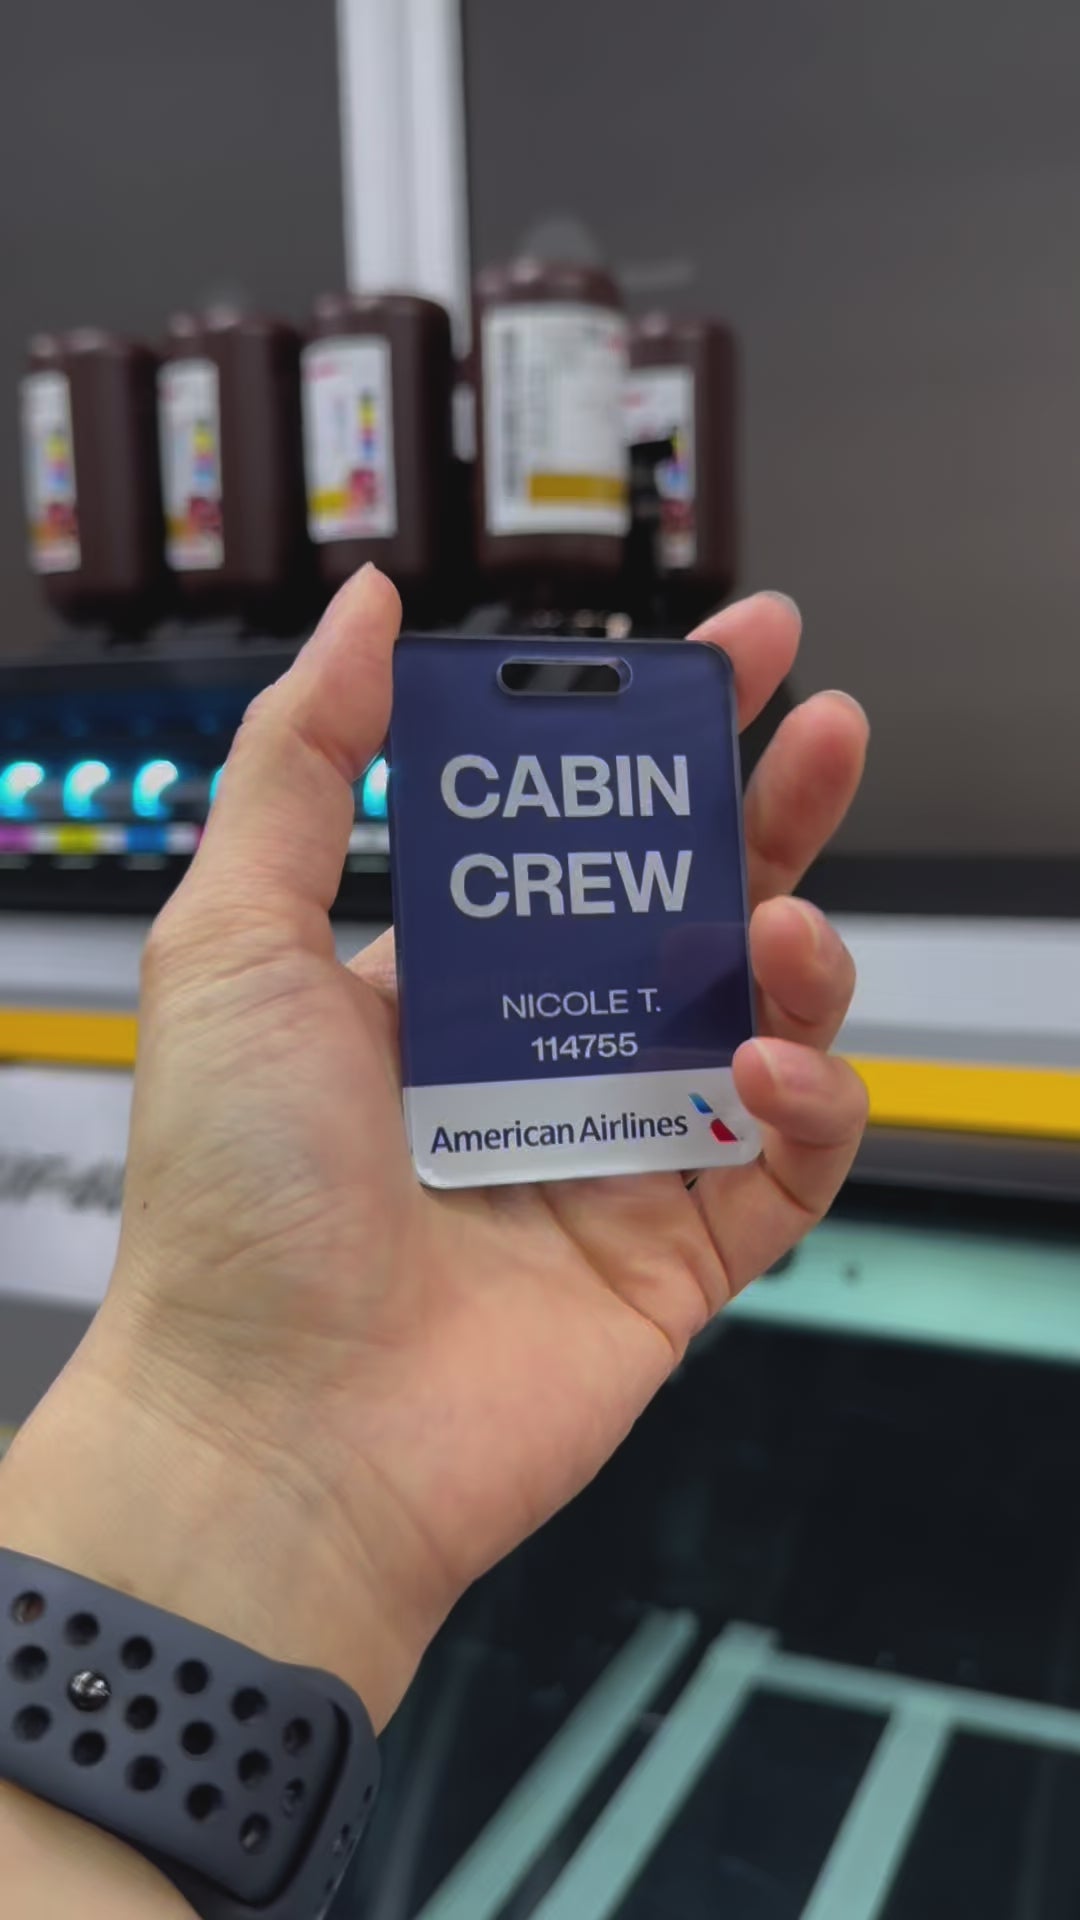 CABIN
CREW
NICOLE T.
114755
American Airlines